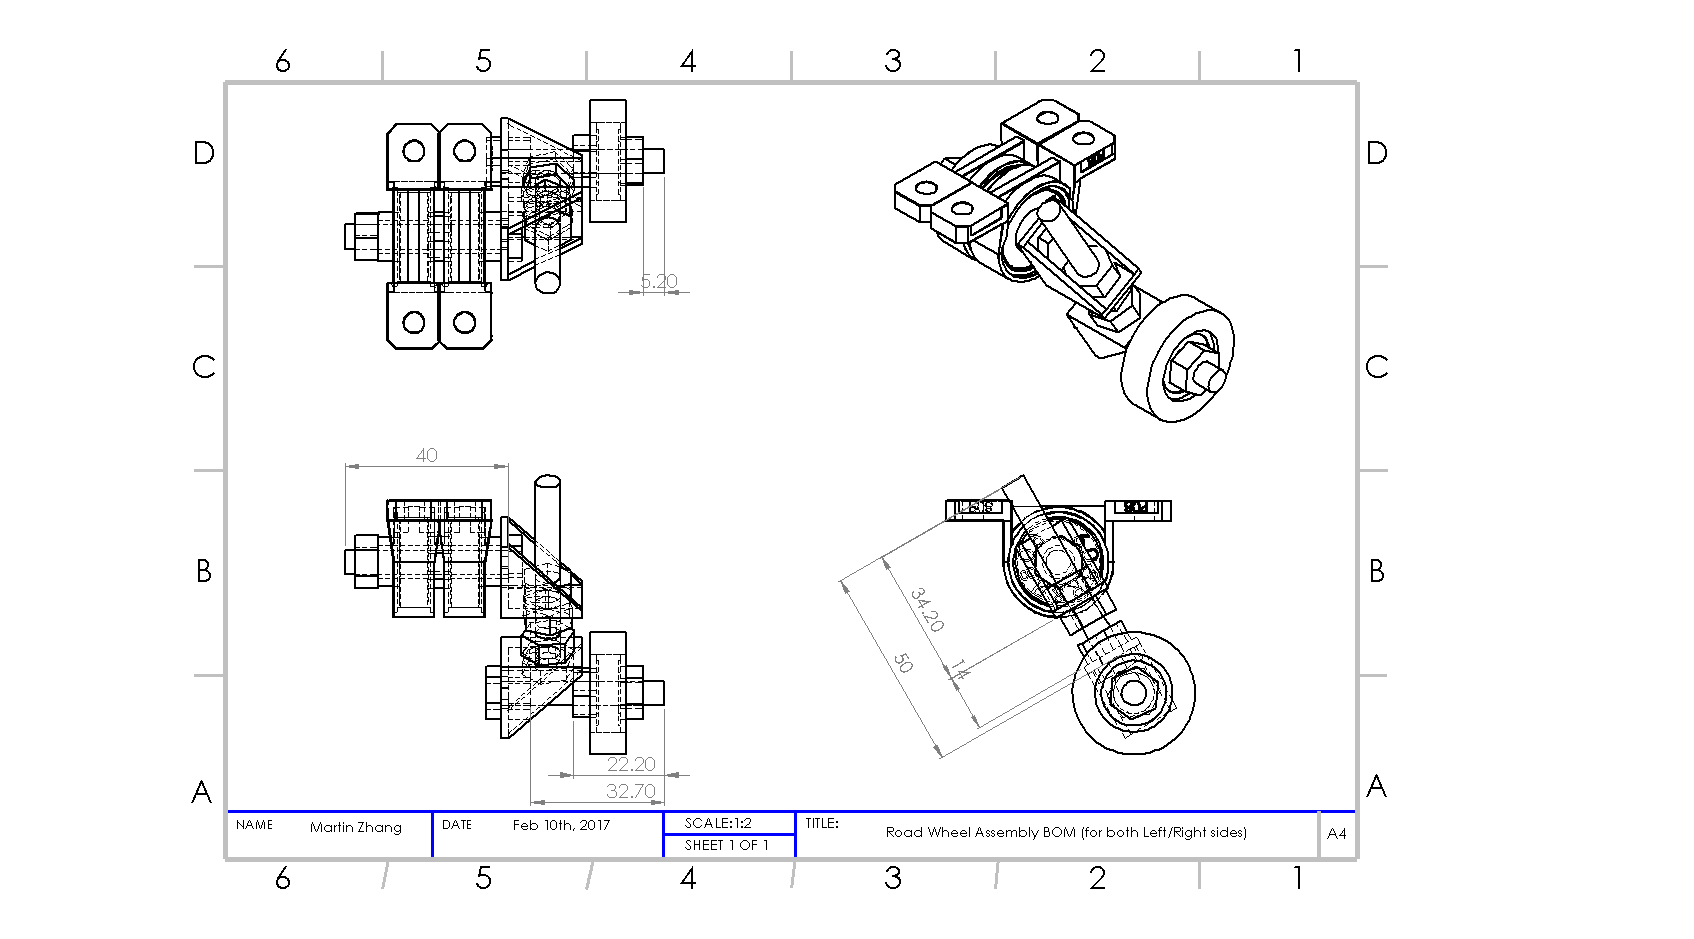 6 5 4 3 2 1
D D
5.20
C C
40
B B
34.20
14
50
22.20
32.70
A A
NAME Martin Zhang DATE Feb 10th, 2017 SCALE:1:2 TITLE: Road Wheel Assembly BOM (for both Left/Right sides) A4
SHEET 1 OF 1
6 5 4 3 2 1